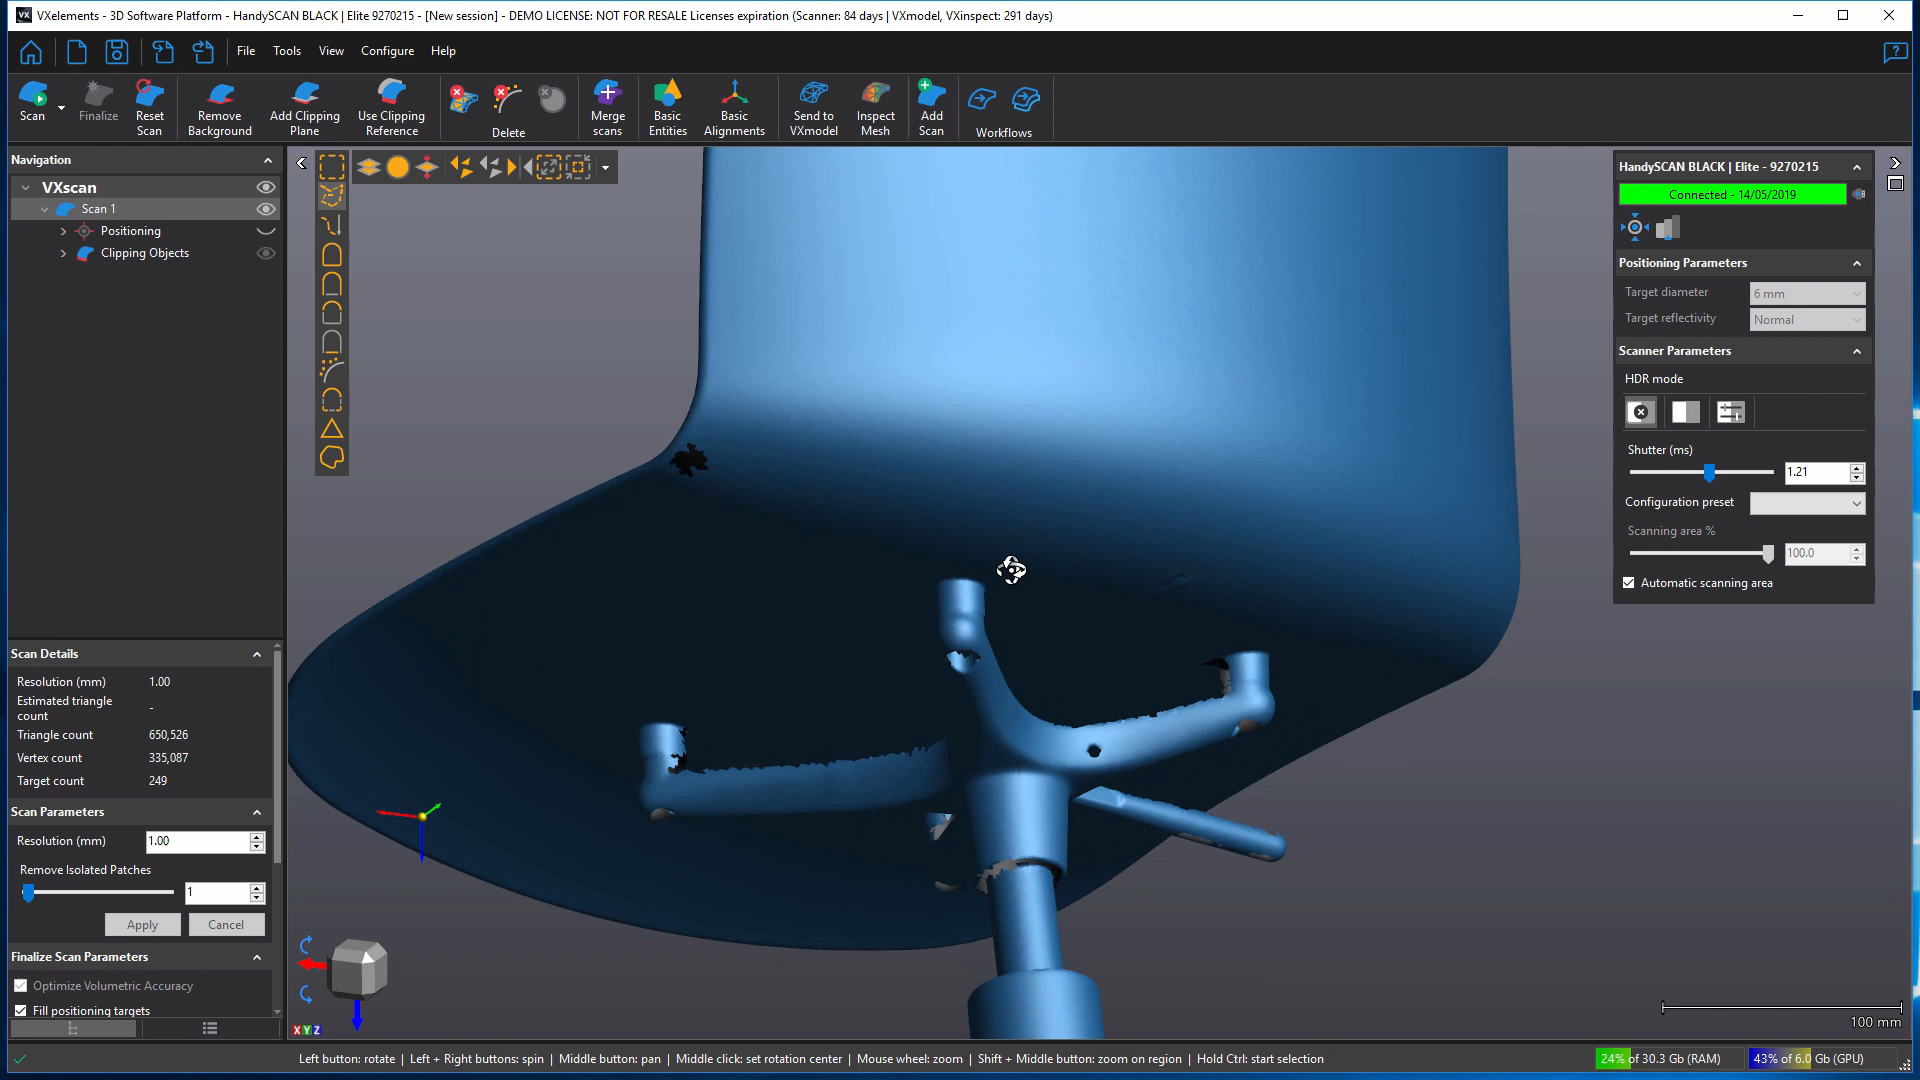 VXelements - 3D Software Platform - HandySCAN BLACK | Elite 9270215 - [New session] - DEMO LICENSE: NOT FOR RESALE Licenses expiration (Scanner: 84 days | VXmodel, VXinspect: 291 days)
File Tools View Configure Help
Scan Finalize Reset Scan Remove Background Add Clipping Plane Use Clipping Reference Delete Merge scans Basic Entities Basic Alignments Send to VXmodel Inspect Mesh Add Scan Workflows
Navigation
VXscan
Scan 1
Positioning
Clipping Objects
Scan Details
Resolution (mm) 1.00
Estimated triangle count -
Triangle count 650,526
Vertex count 335,087
Target count 249
Scan Parameters
Resolution (mm) 1.00
Remove Isolated Patches
1
Apply Cancel
Finalize Scan Parameters
Optimize Volumetric Accuracy
Fill positioning targets
X Y Z
HandySCAN BLACK | Elite - 9270215
Connected - 14/05/2019
Positioning Parameters
Target diameter 6 mm
Target reflectivity Normal
Scanner Parameters
HDR mode
Shutter (ms)
1.21
Configuration preset
Scanning area %
100.0
Automatic scanning area
100 mm
Left button: rotate | Left + Right buttons: spin | Middle button: pan | Middle click: set rotation center | Mouse wheel: zoom | Shift + Middle button: zoom on region | Hold Ctrl: start selection
24% of 30.3 Gb (RAM) 43% of 6.0 Gb (GPU)